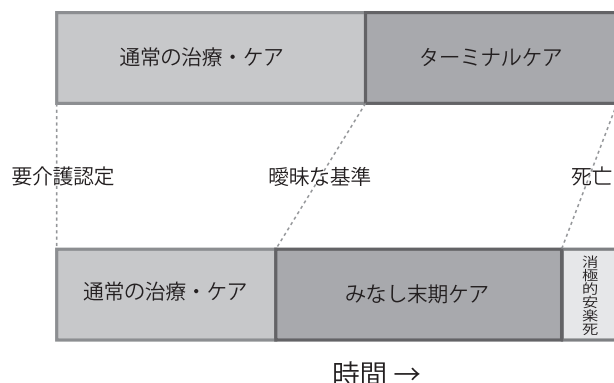 通常の治療・ケア
ターミナルケア
要介護認定
曖昧な基準
死亡
通常の治療・ケア
みなし末期ケア
消極的安楽死
時間 →